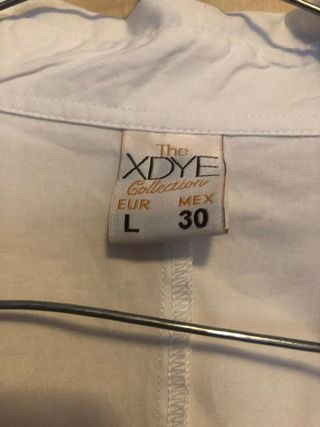 The
XDYE
Collection
EUR MEX
L 30